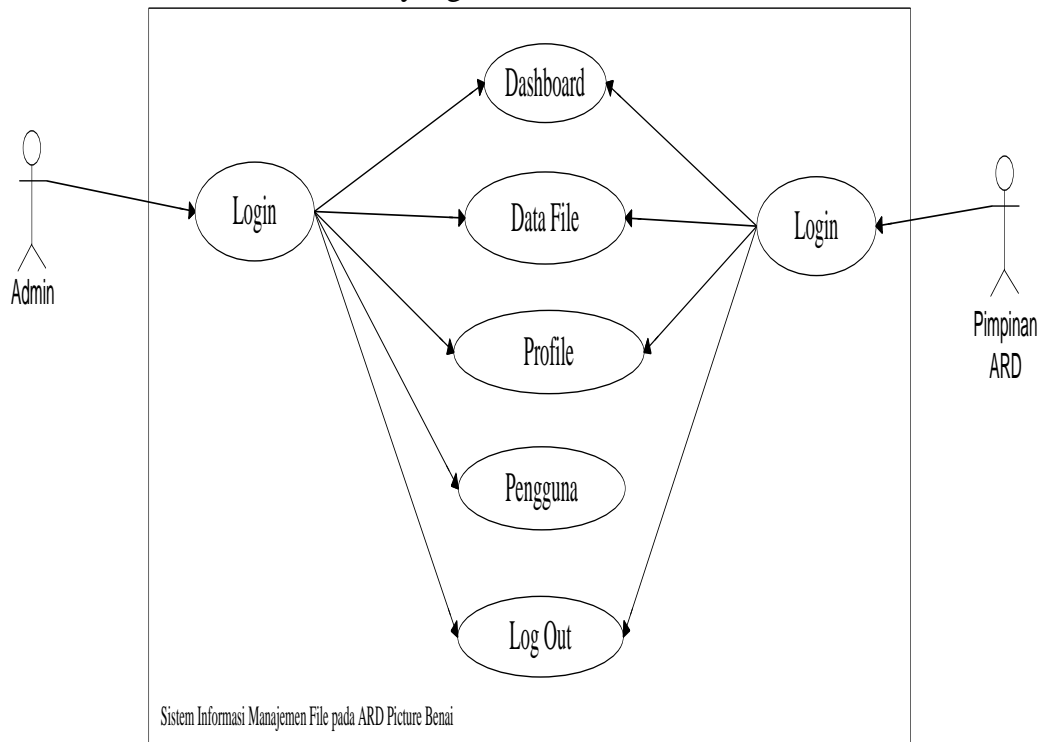 Dashboard
Login
Data File
Login
Admin
Profile
Pimpinan
ARD
Pengguna
Log Out
Sistem Informasi Manajemen File pada ARD Picture Benai